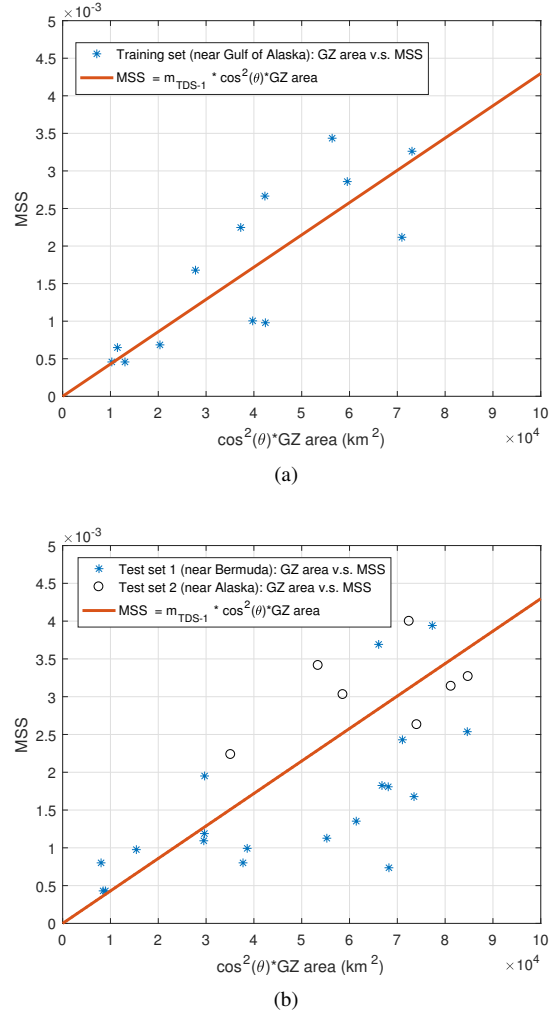 ×10⁻³
5
4.5
4
3.5
3
2.5
2
1.5
1
0.5
0
MSS
Training set (near Gulf of Alaska): GZ area v.s. MSS
MSS = m_TDS-1 * cos²(θ)*GZ area
0 1 2 3 4 5 6 7 8 9 10
cos²(θ)*GZ area (km²)
×10⁴
(a)
×10⁻³
5
4.5
4
3.5
3
2.5
2
1.5
1
0.5
0
MSS
Test set 1 (near Bermuda): GZ area v.s. MSS
Test set 2 (near Alaska): GZ area v.s. MSS
MSS = m_TDS-1 * cos²(θ)*GZ area
0 1 2 3 4 5 6 7 8 9 10
cos²(θ)*GZ area (km²)
×10⁴
(b)